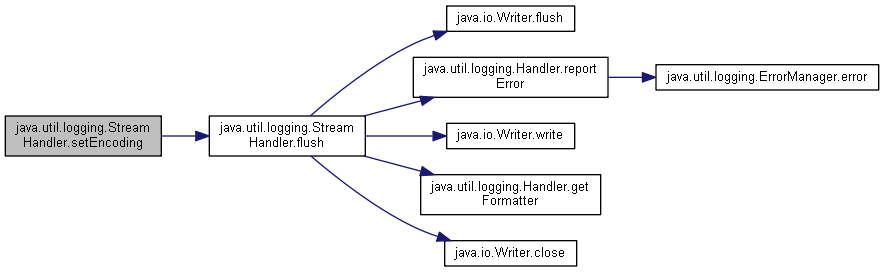 java.util.logging.Stream
Handler.setEncoding
java.util.logging.Stream
Handler.flush
java.io.Writer.flush
java.util.logging.Handler.report
Error
java.io.Writer.write
java.util.logging.Handler.get
Formatter
java.io.Writer.close
java.util.logging.ErrorManager.error